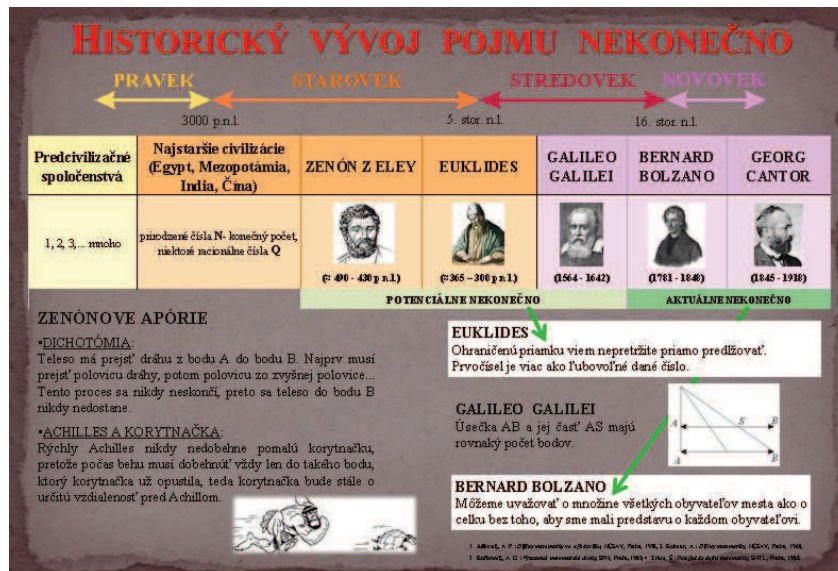 HISTORICKÝ VÝVOJ POJMU NEKONEČNO
PRAVEK
STAROVEK
STREDOVEK
NOVOVEK
3000 p.n.l.
5. stor. n.l.
16. stor. n.l.
Predcivilizačné
spoločenstvá
Najstaršie civilizácie
(Egypt, Mezopotámia,
India, Čína)
ZENÓN Z ELEY
EUKLIDES
GALILEO
GALILEI
BERNARD
BOLZANO
GEORG
CANTOR
1, 2, 3,... mnoho
prirodzené čísla N- konečný počet,
niektoré racionálne čísla Q
(≈ 490 - 430 p n.l.)
(≈365 – 300 p n.l.)
(1564 - 1642)
(1781 - 1848)
(1845 - 1918)
POTENCIÁLNE NEKONEČNO
AKTUÁLNE NEKONEČNO
ZENÓNOVE APÓRIE
•DICHOTÓMIA:
Teleso má prejsť dráhu z bodu A do bodu B. Najprv musí
prejsť polovicu dráhy, potom polovicu zo zvyšnej polovice...
Tento proces sa nikdy neskončí, preto sa teleso do bodu B
nikdy nedostane.
•ACHILLES A KORYTNAČKA:
Rýchly Achilles nikdy nedobehne pomalú korytnačku,
pretože počas behu musí dobehnúť vždy len do takého bodu,
ktorý korytnačka už opustila, teda korytnačka bude stále o
určitú vzdialenosť pred Achillom.
EUKLIDES
Ohraničenú priamku viem nepretržite priamo predlžovať.
Prvočísel je viac ako ľubovoľné dané číslo.
GALILEO GALILEI
Úsečka AB a jej časť AS majú
rovnaký počet bodov.
A S B
A B
BERNARD BOLZANO
Môžeme uvažovať o množine všetkých obyvateľov mesta ako o
celku bez toho, aby sme mali predstavu o každom obyvateľovi.